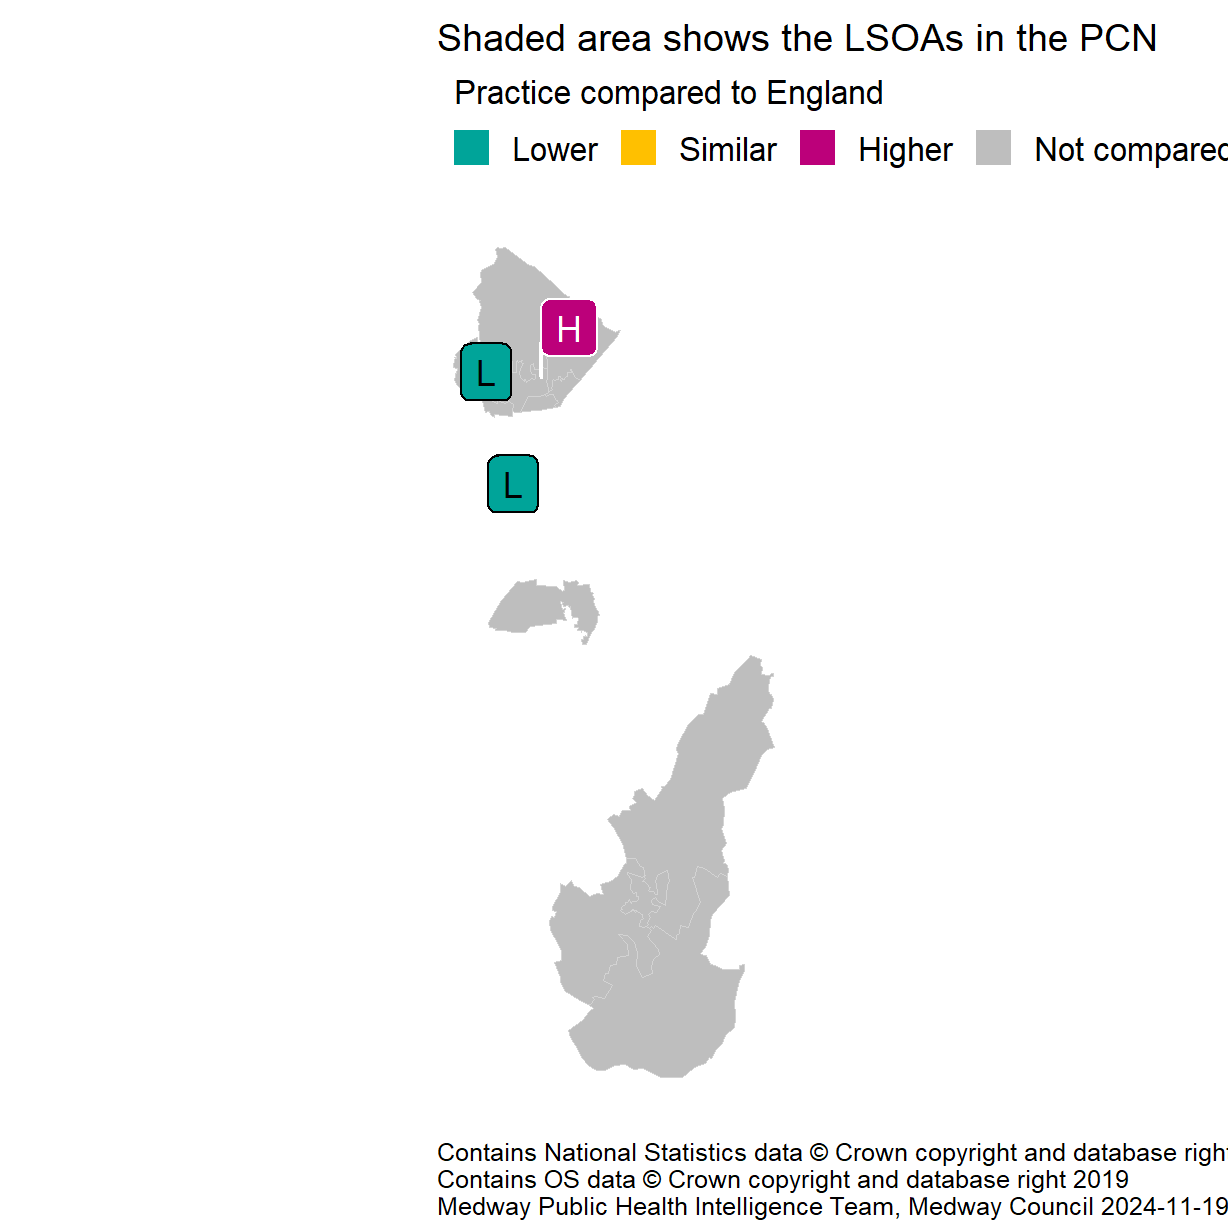 Shaded area shows the LSOAs in the PCN
Practice compared to England
Lower Similar Higher Not compared
H
L
L
Contains National Statistics data © Crown copyright and database righ
Contains OS data © Crown copyright and database right 2019
Medway Public Health Intelligence Team, Medway Council 2024-11-19